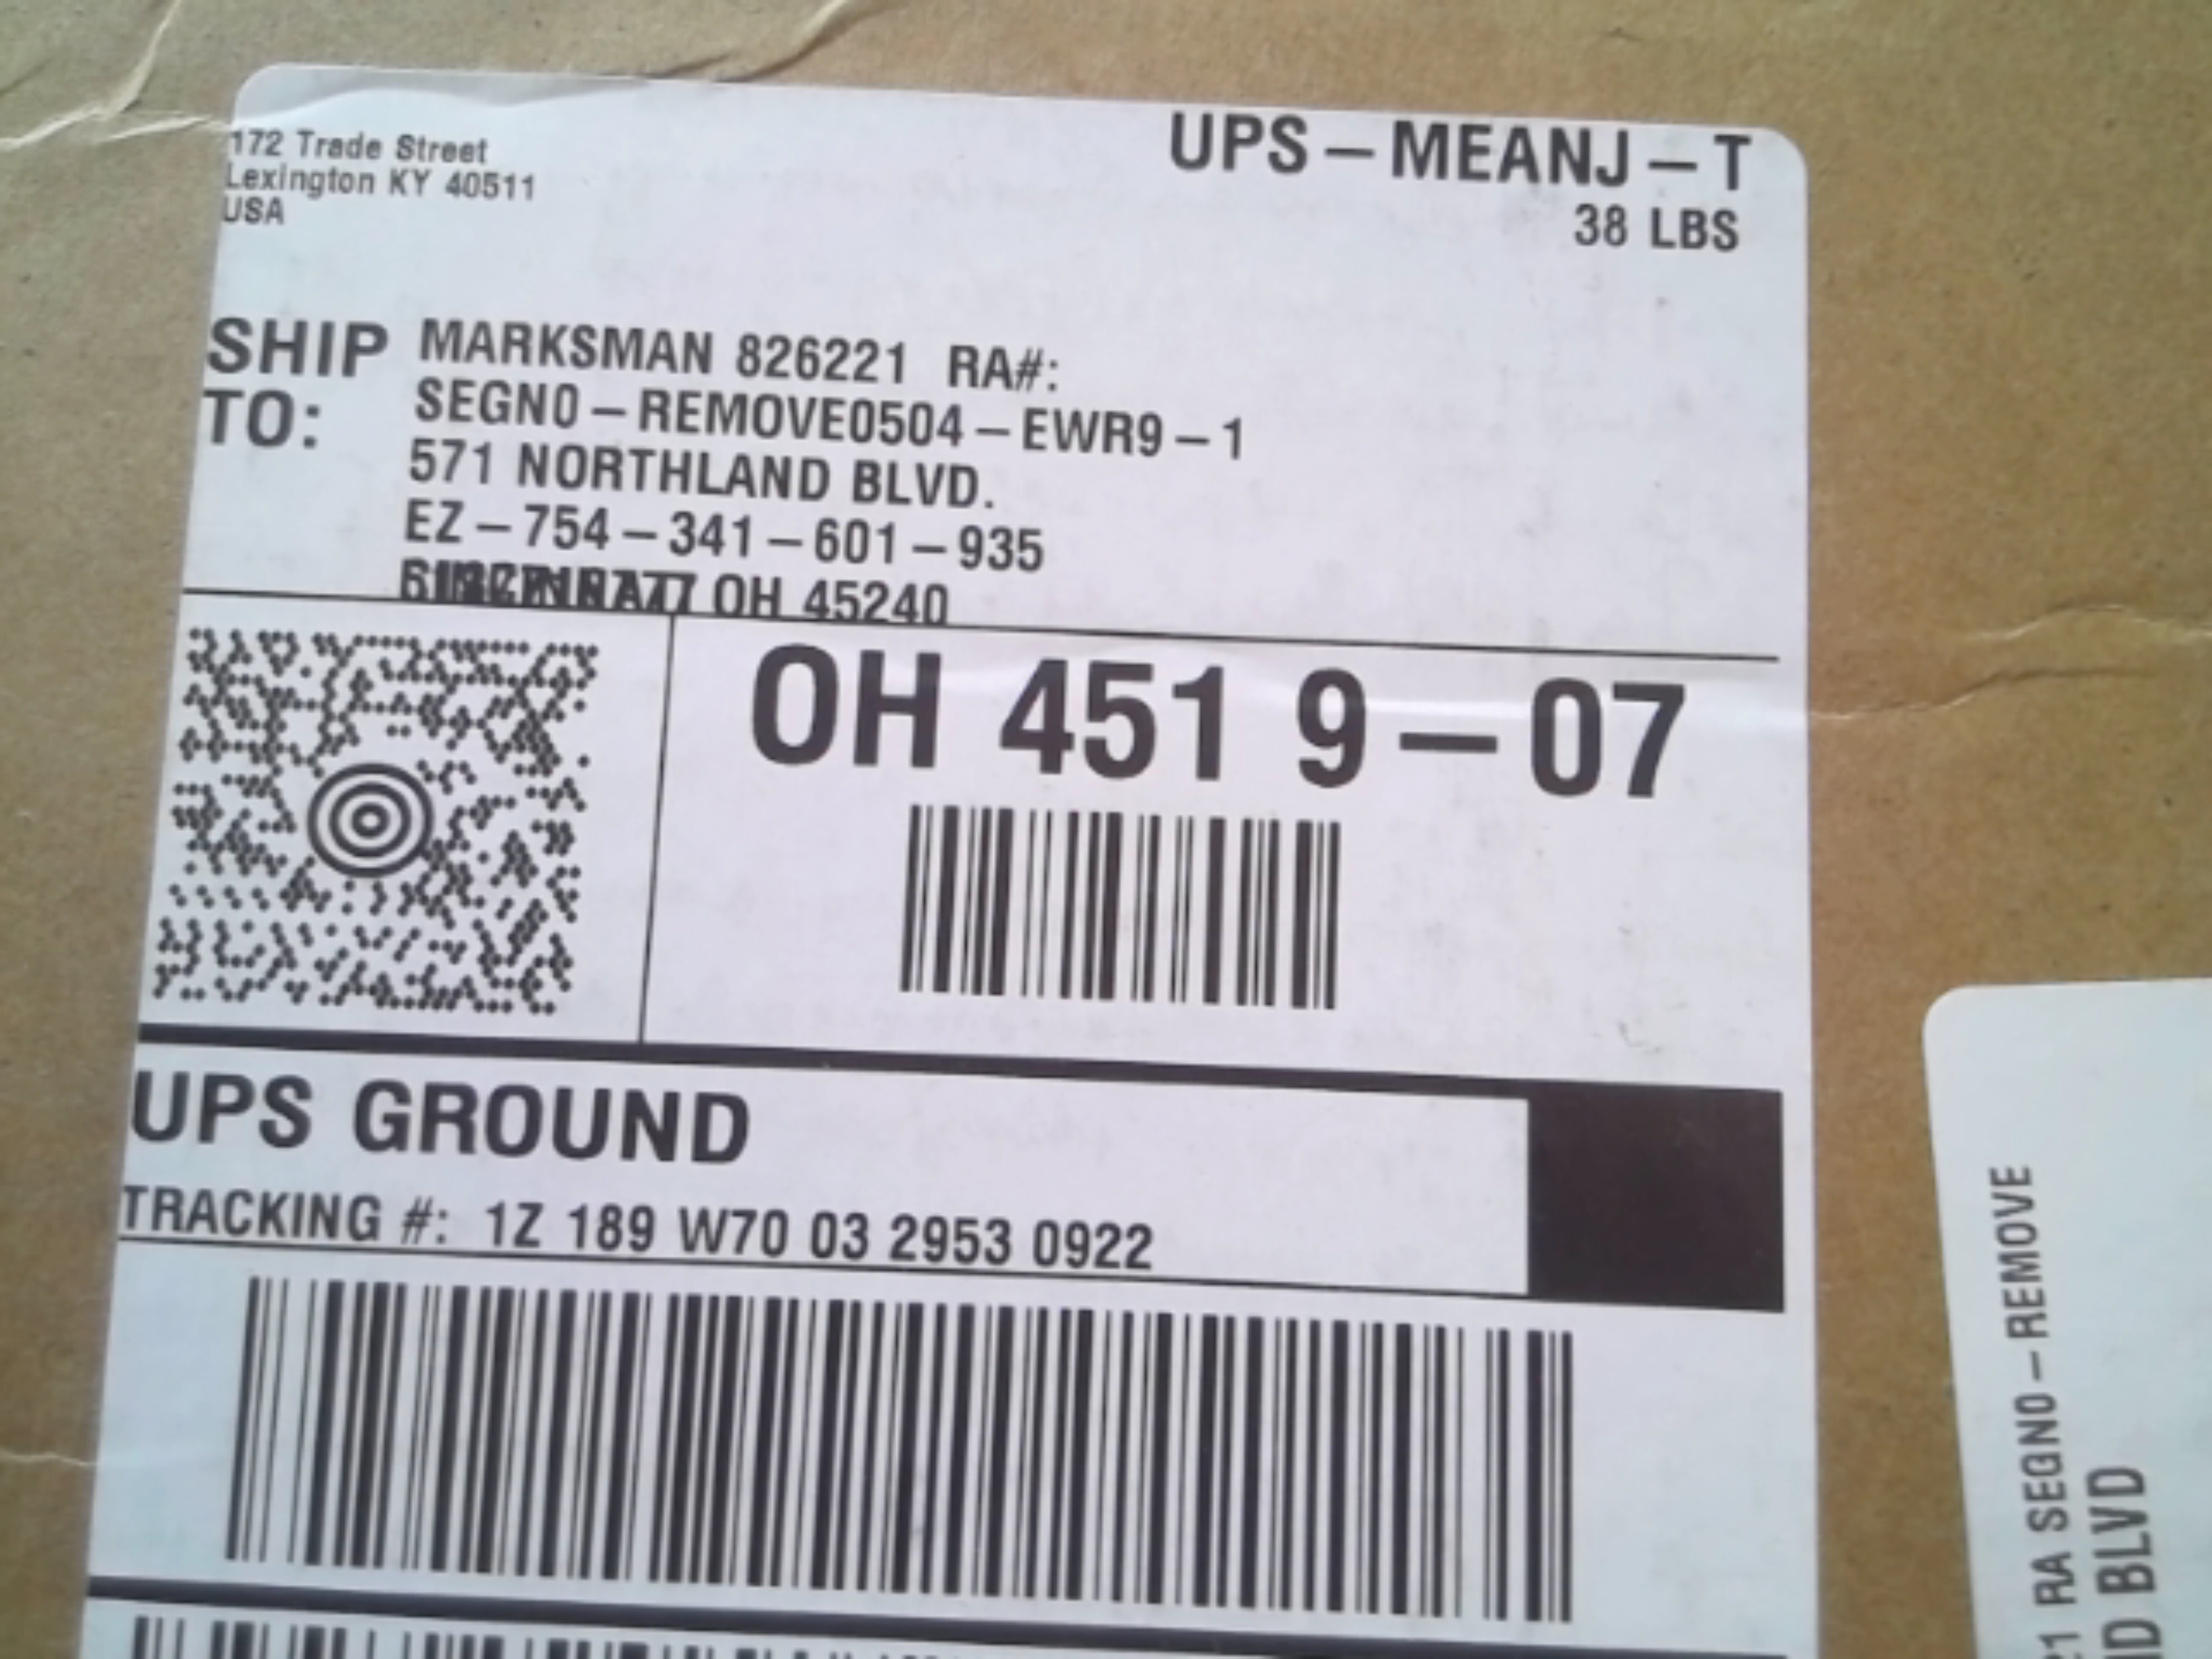 172 Trade Street
Lexington KY 40511
USA
UPS – MEANJ – T
38 LBS
SHIP TO:
MARKSMAN 826221 RA#:
SEGN0 – REMOVE0504 – EWR9 – 1
571 NORTHLAND BLVD.
EZ – 754 – 341 – 601 – 935
OH 45240
OH 451 9 – 07
UPS GROUND
TRACKING #: 1Z 189 W70 03 2953 0922
21 RA SEGN0 – REMOVE
BLVD